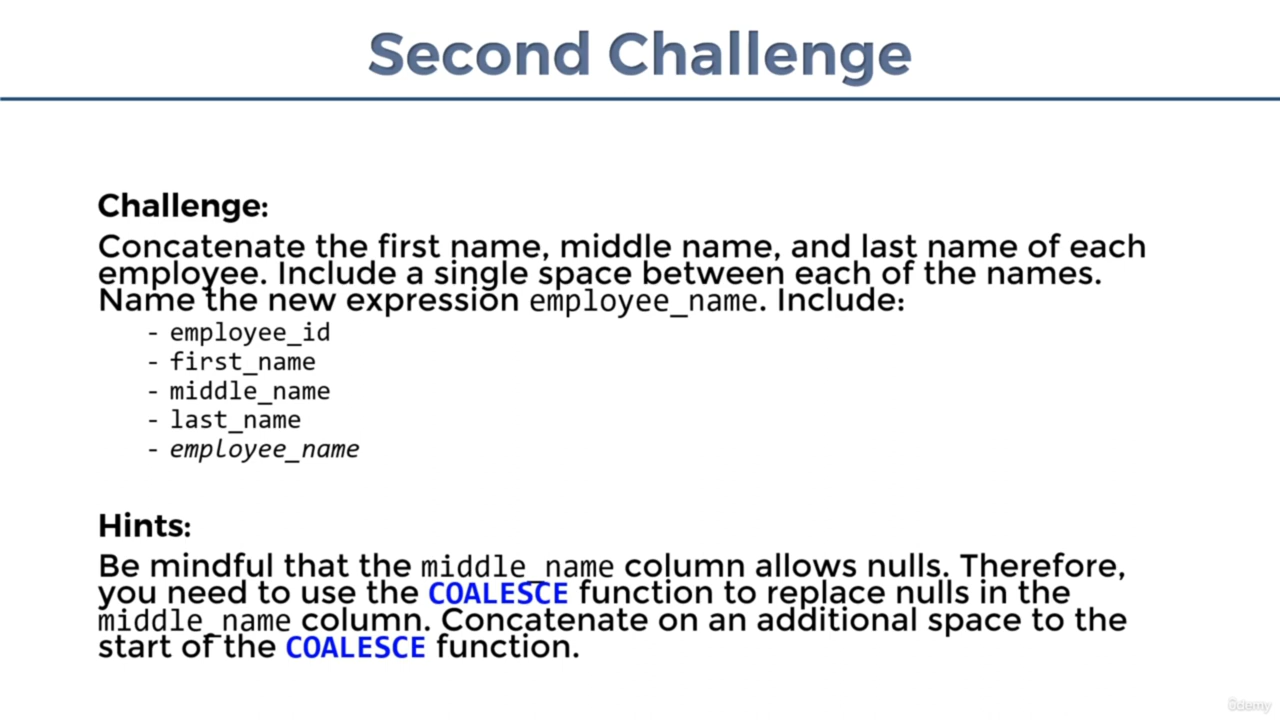 Second Challenge
Challenge:
Concatenate the first name, middle name, and last name of each
employee. Include a single space between each of the names.
Name the new expression employee_name. Include:
- employee_id
- first_name
- middle_name
- last_name
- employee_name
Hints:
Be mindful that the middle_name column allows nulls. Therefore,
you need to use the COALESCE function to replace nulls in the
middle_name column. Concatenate on an additional space to the
start of the COALESCE function.
ûdemy